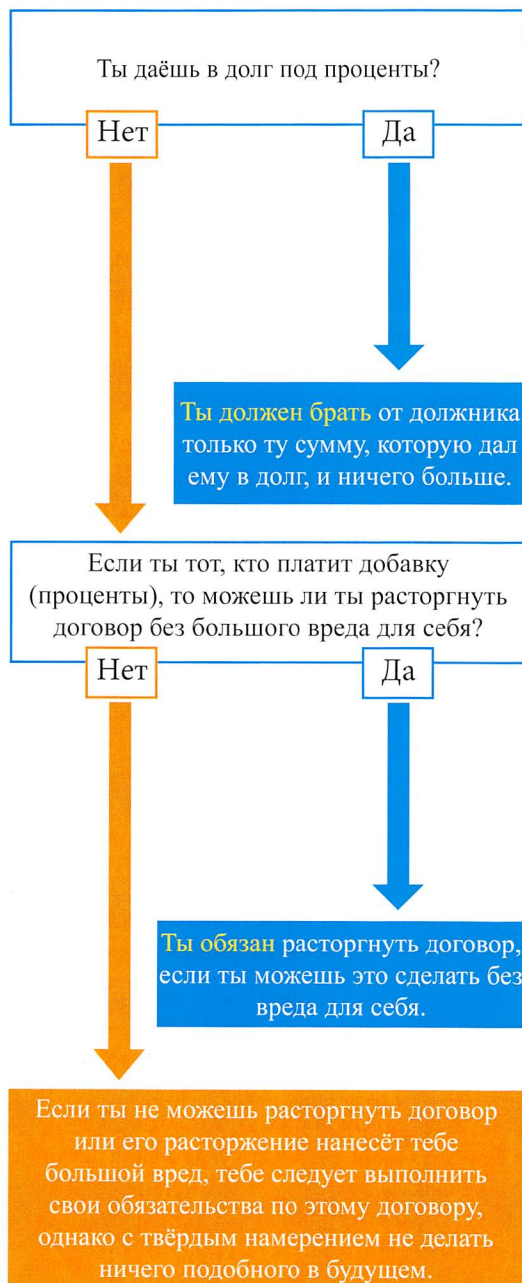 Ты даёшь в долг под проценты?
Нет
Да
Ты должен брать от должника
только ту сумму, которую дал
ему в долг, и ничего больше.
Если ты тот, кто платит добавку
(проценты), то можешь ли ты расторгнуть
договор без большого вреда для себя?
Нет
Да
Ты обязан расторгнуть договор,
если ты можешь это сделать без
вреда для себя.
Если ты не можешь расторгнуть договор
или его расторжение нанесёт тебе
большой вред, тебе следует выполнить
свои обязательства по этому договору,
однако с твёрдым намерением не делать
ничего подобного в будущем.